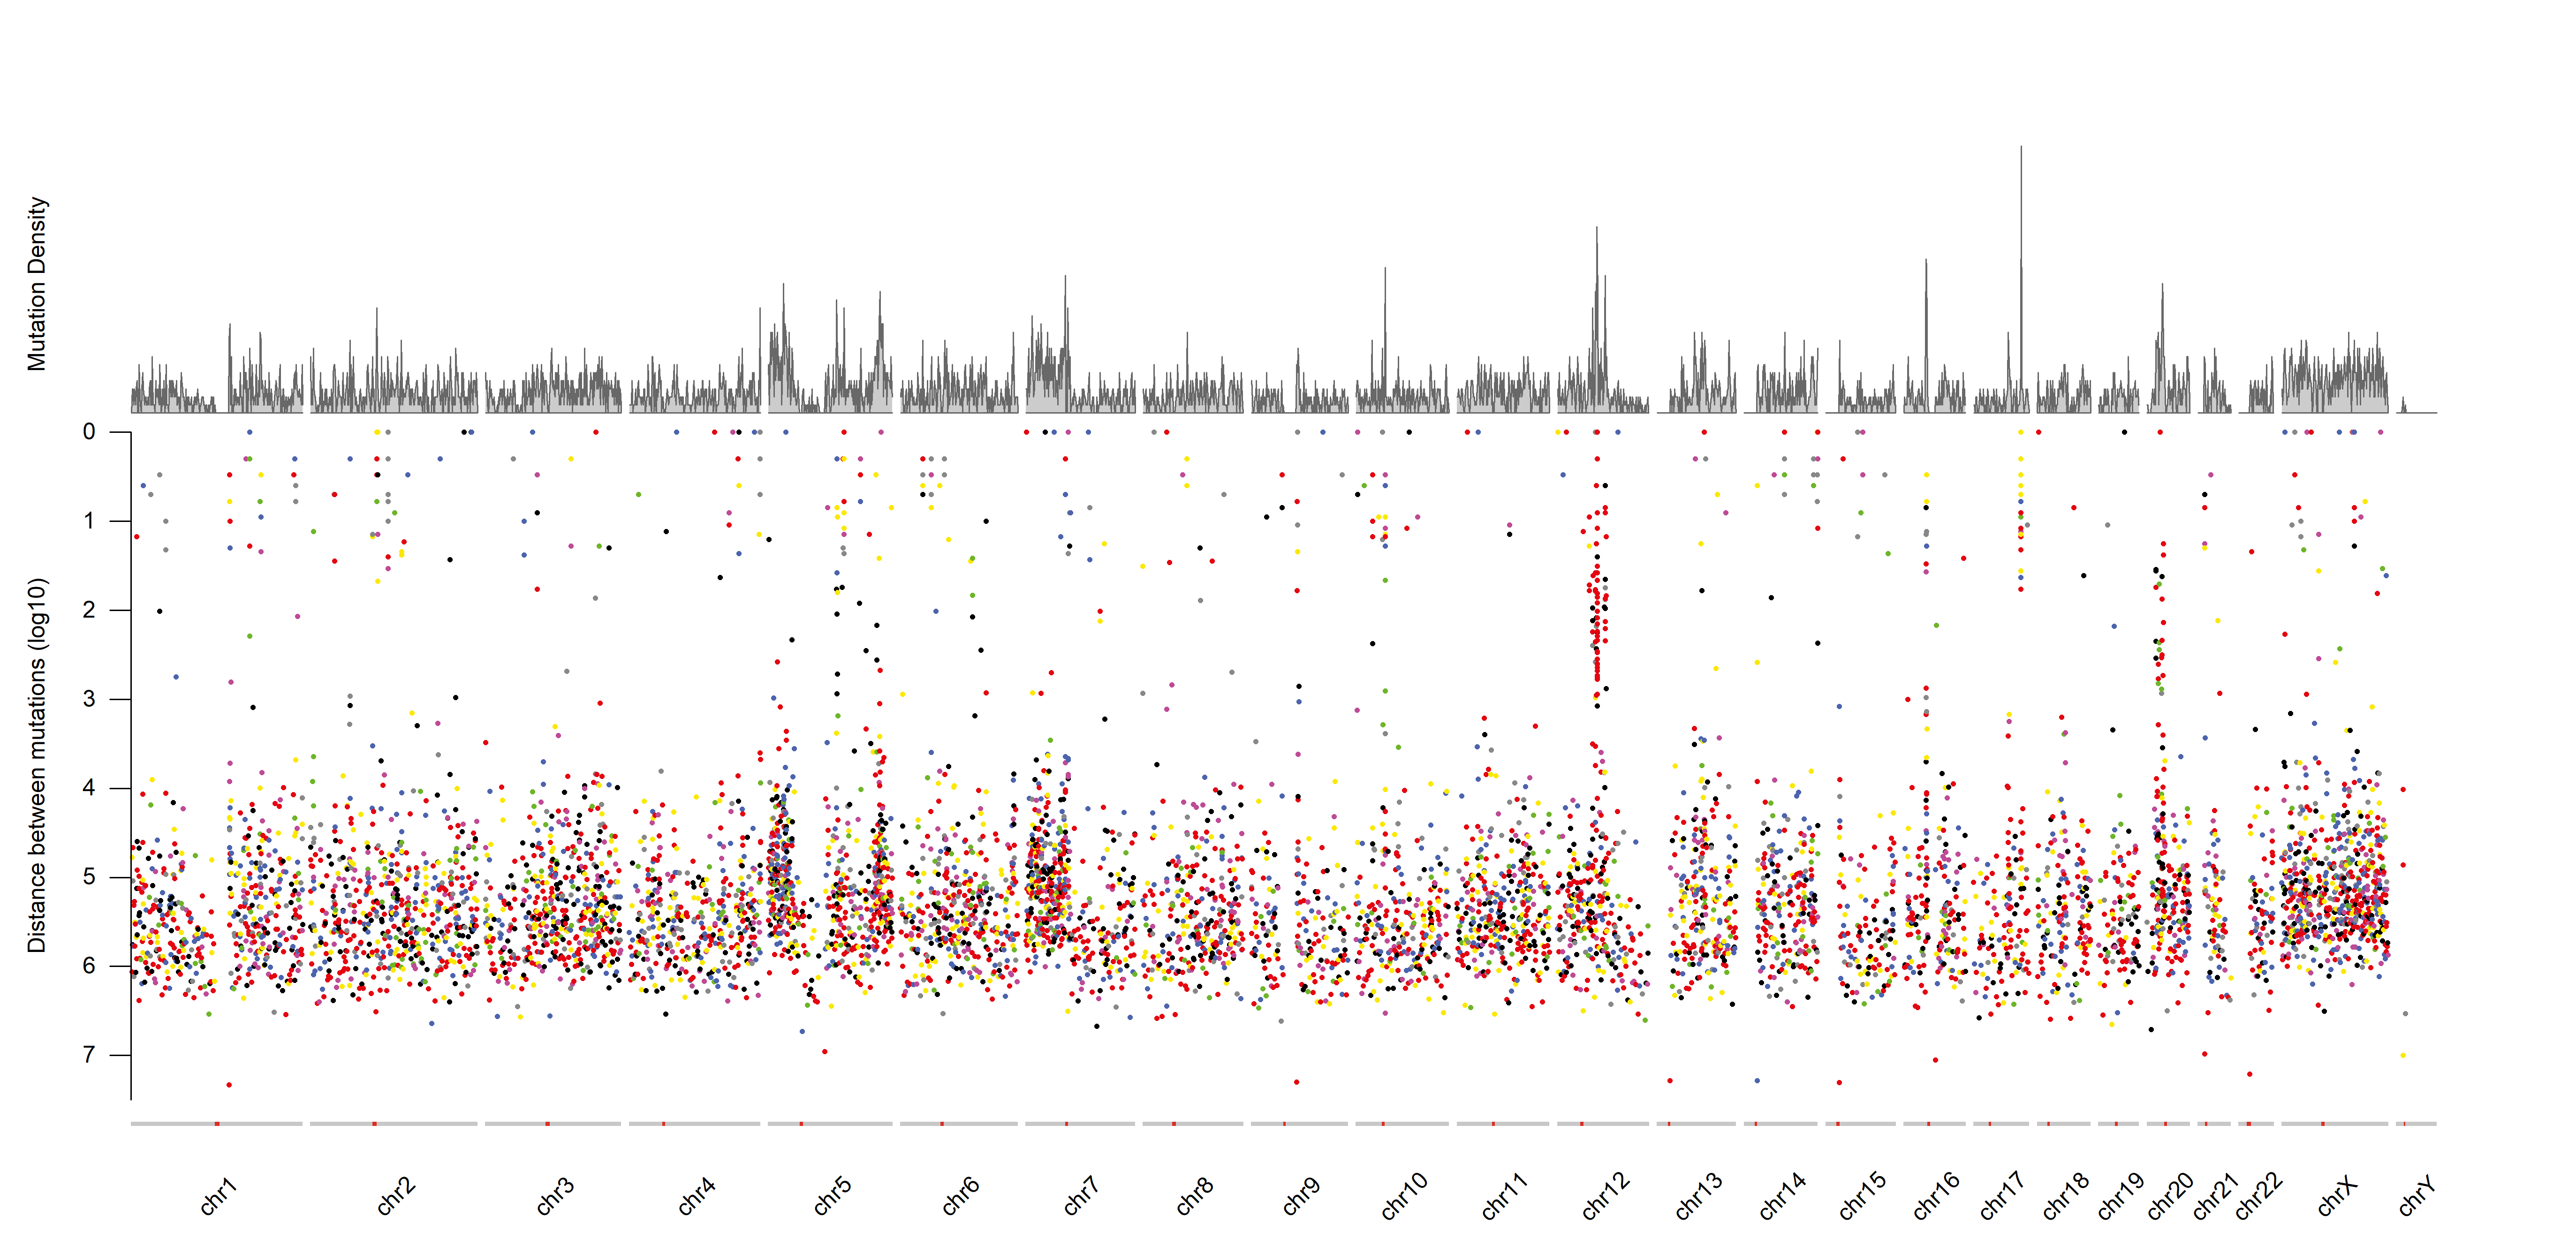 Mutation Density
Distance between mutations (log10)
0
1
2
3
4
5
6
7
chr1
chr2
chr3
chr4
chr5
chr6
chr7
chr8
chr9
chr10
chr11
chr12
chr13
chr14
chr15
chr16
chr17
chr18
chr19
chr20
chr21
chr22
chrX
chrY